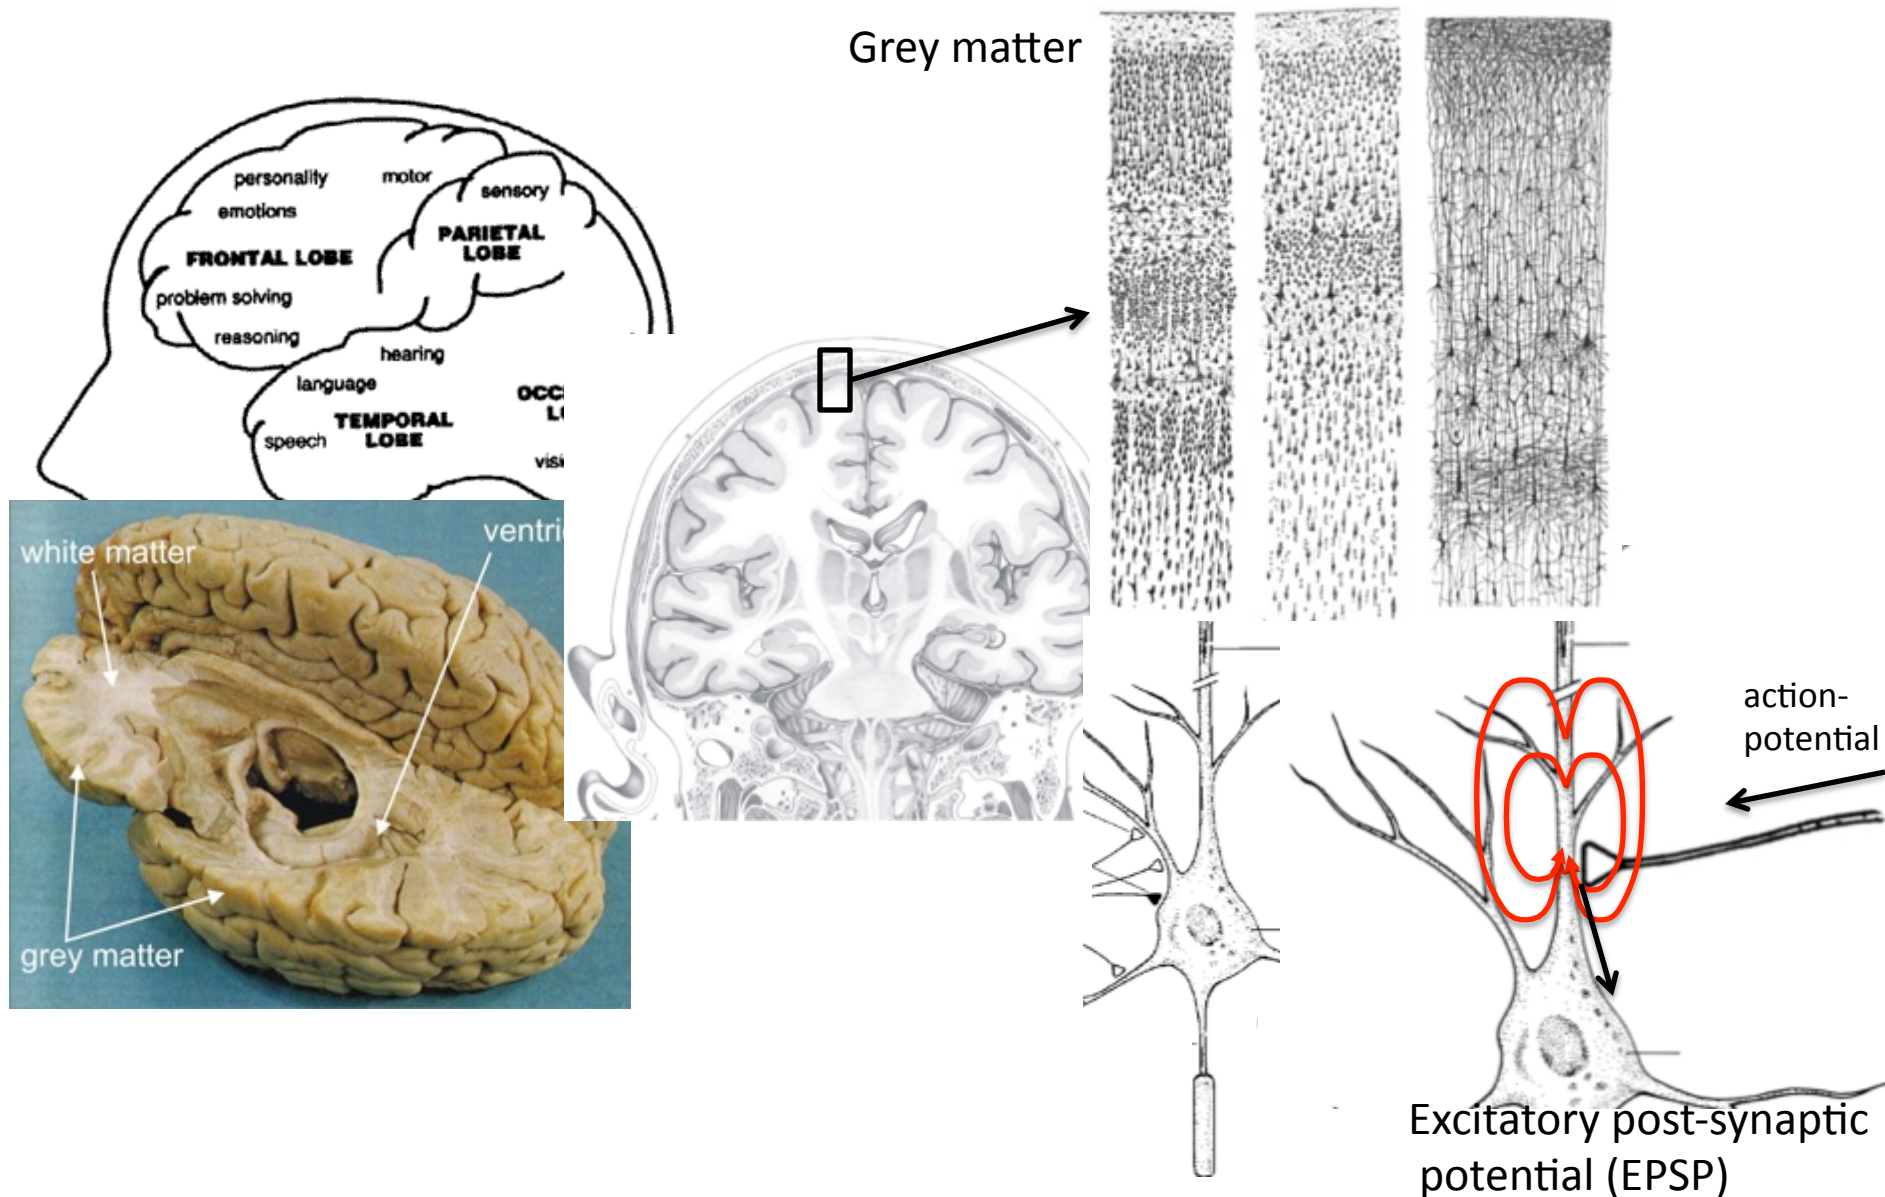 Grey matter
personality
motor
sensory
emotions
PARIETAL
LOBE
FRONTAL LOBE
problem solving
reasoning
hearing
language
TEMPORAL
LOBE
speech
white matter
grey matter
action-
potential
Excitatory post-synaptic
potential (EPSP)